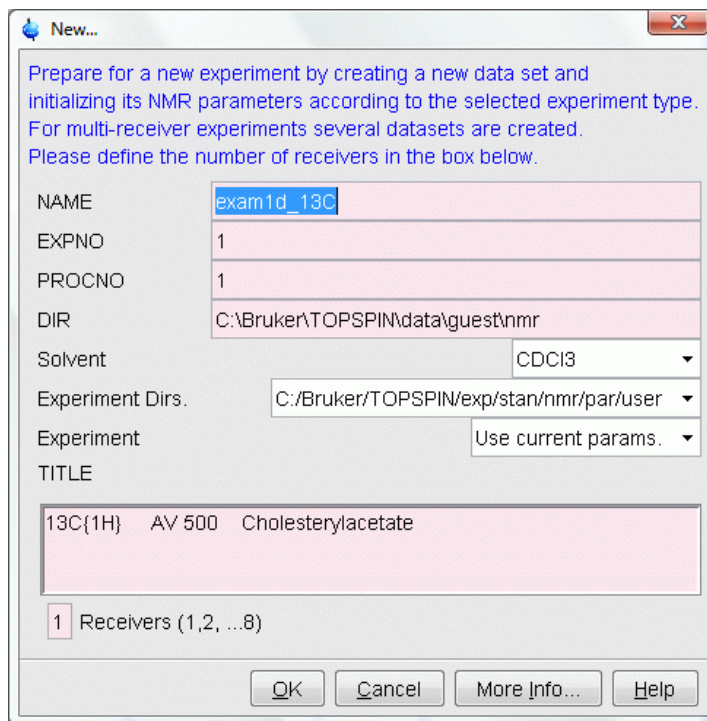 New...
Prepare for a new experiment by creating a new data set and
initializing its NMR parameters according to the selected experiment type.
For multi-receiver experiments several datasets are created.
Please define the number of receivers in the box below.
NAME exam1d_13C
EXPNO 1
PROCNO 1
DIR C:\Bruker\TOPSPIN\data\guest\nmr
Solvent CDCl3
Experiment Dirs. C:/Bruker/TOPSPIN/exp/stan/nmr/par/user
Experiment Use current params.
TITLE
13C{1H} AV 500 Cholesterylacetate
1 Receivers (1,2, ...8)
OK Cancel More Info... Help